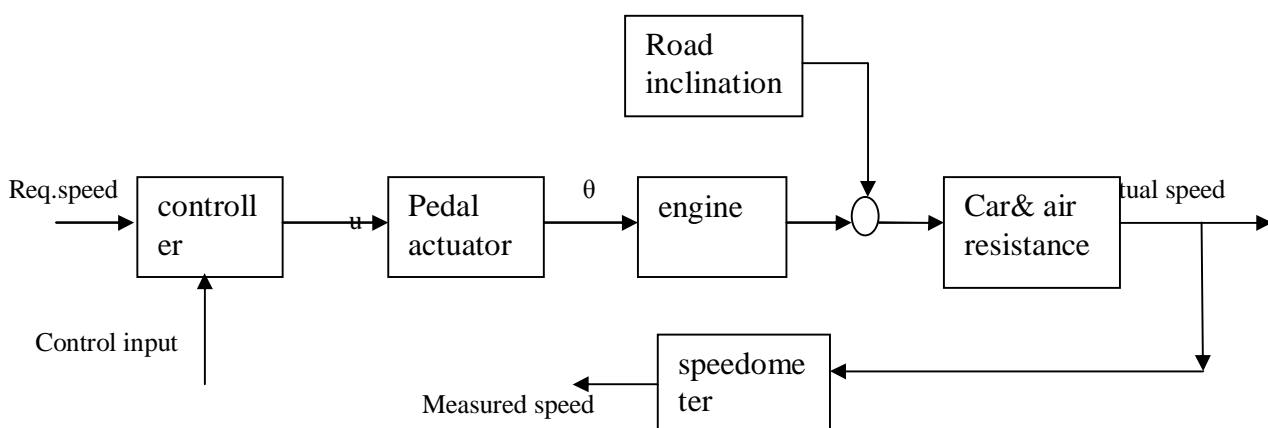 Road
inclination
Req.speed
controll
er
u
Pedal
actuator
θ
engine
Car& air
resistance
tual speed
Control input
speedome
ter
Measured speed